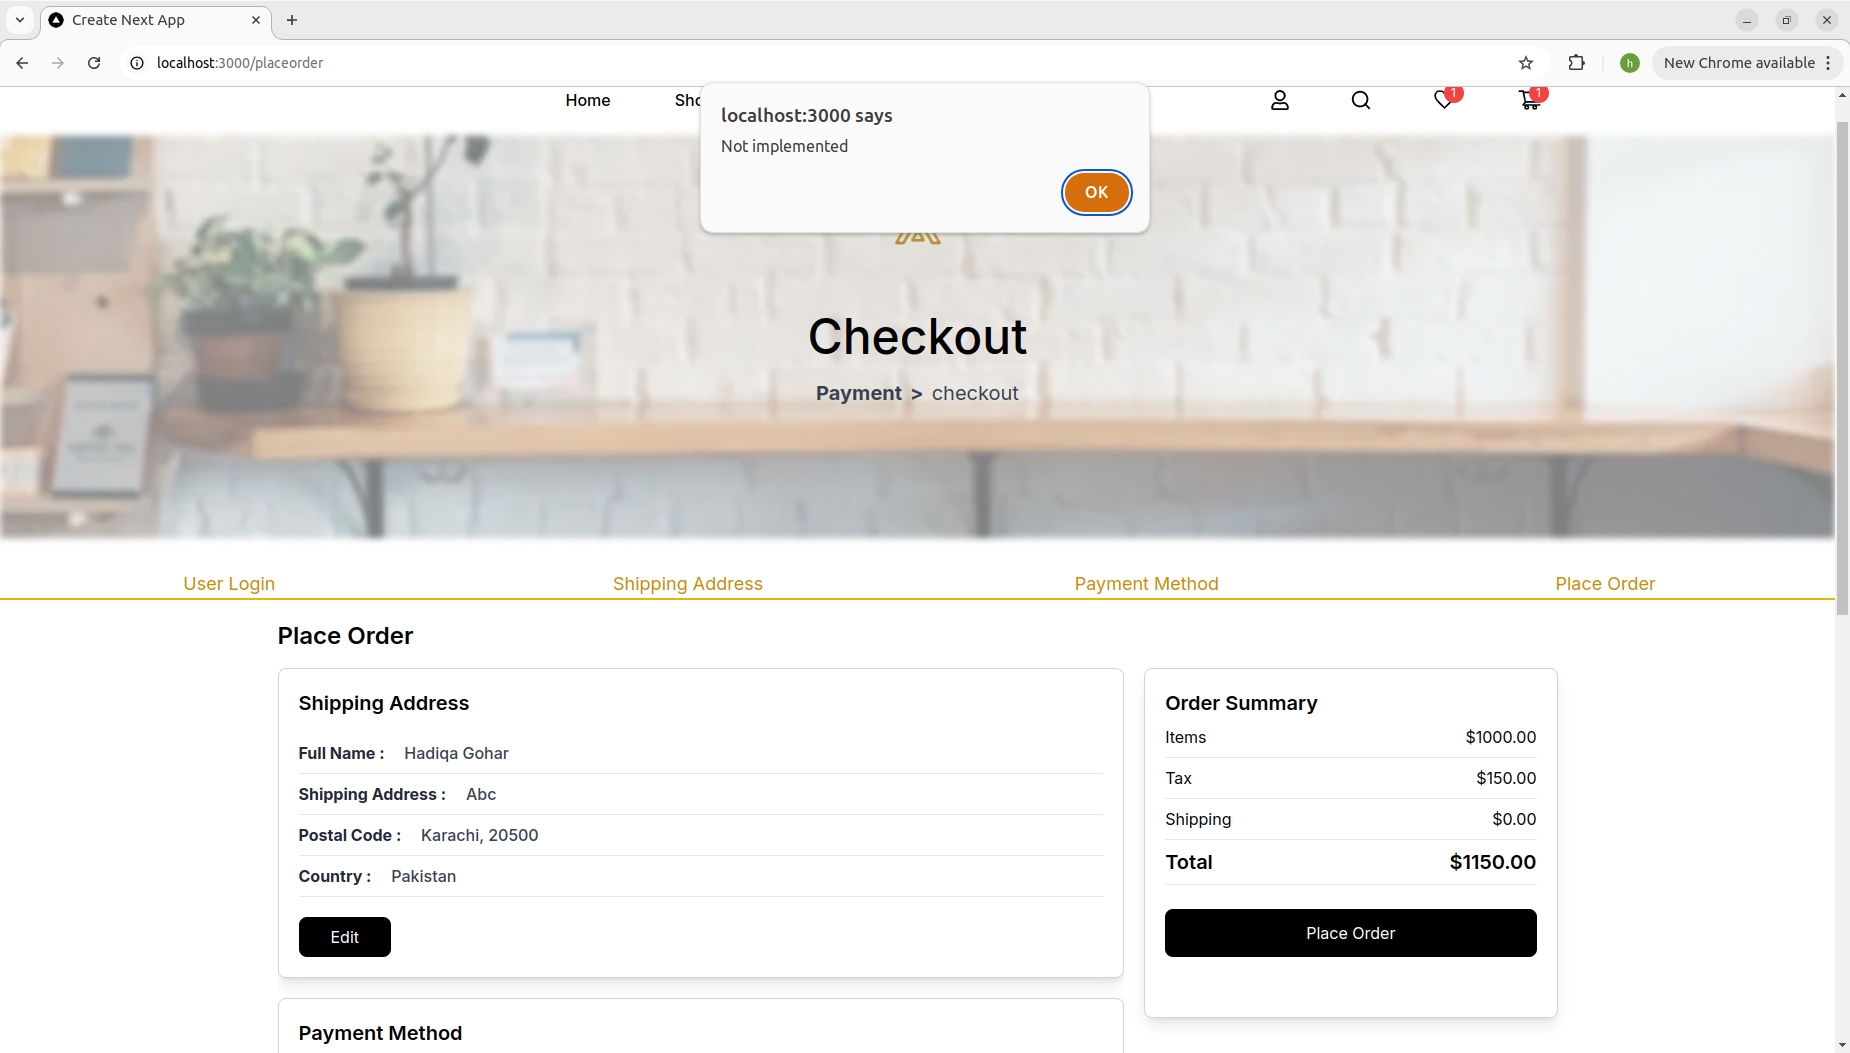 Create Next App
localhost:3000/placeorder
h
New Chrome available
Home
1
1
localhost:3000 says
Not implemented
OK
Checkout
Payment > checkout
User Login
Shipping Address
Payment Method
Place Order
Place Order
Shipping Address
Full Name : Hadiqa Gohar
Shipping Address : Abc
Postal Code : Karachi, 20500
Country : Pakistan
Edit
Order Summary
Items $1000.00
Tax $150.00
Shipping $0.00
Total $1150.00
Place Order
Payment Method